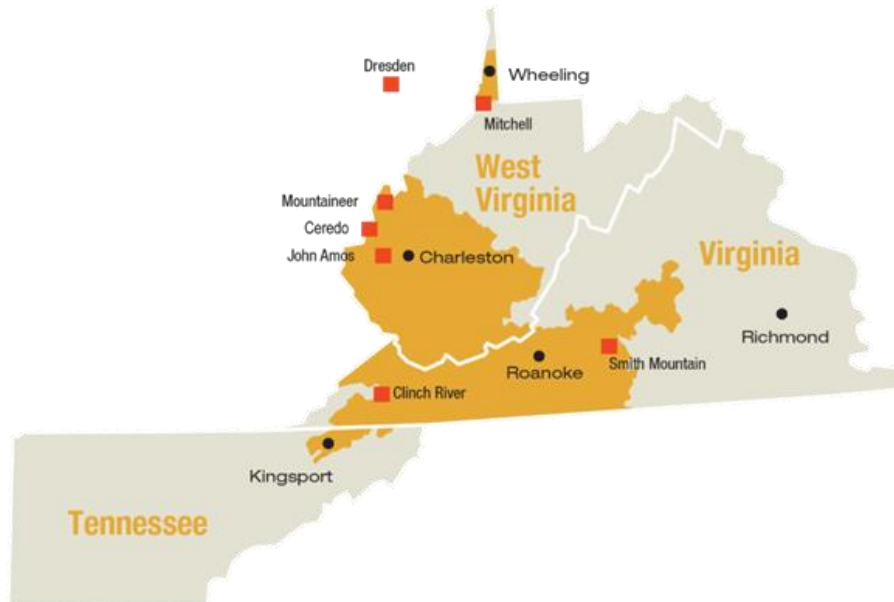 Dresden
Wheeling
Mitchell
West
Virginia
Mountaineer
Ceredo
John Amos
Charleston
Virginia
Richmond
Roanoke
Smith Mountain
Clinch River
Kingsport
Tennessee